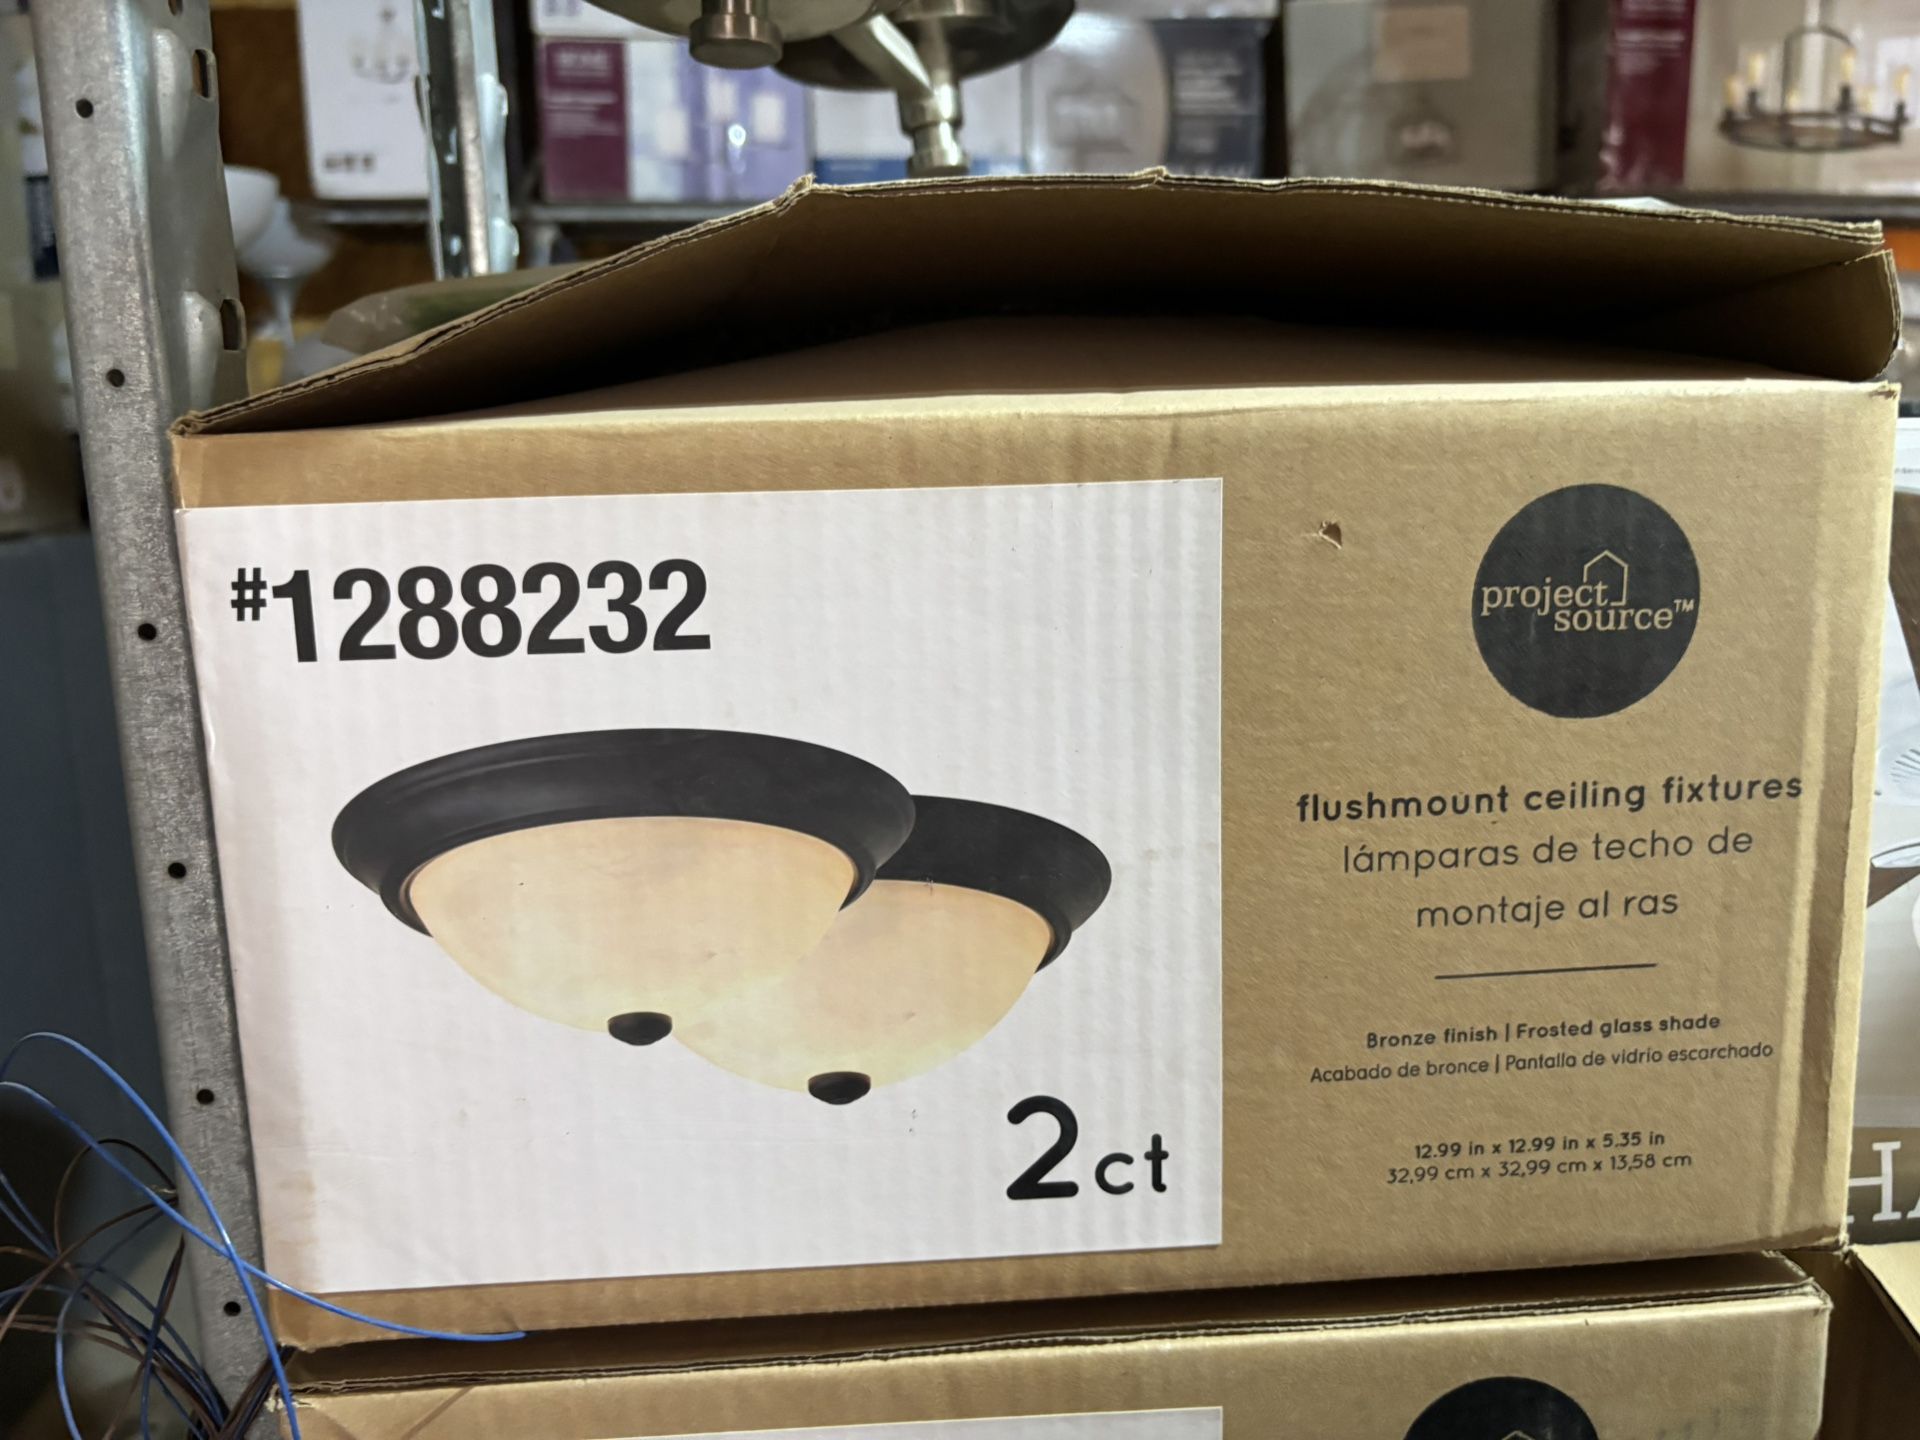 #1288232
2ct
project
source™
flushmount ceiling fixtures
lámparas de techo de
montaje al ras
Bronze finish | Frosted glass shade
Acabado de bronce | Pantalla de vidrio escarchado
12.99 in x 12.99 in x 5.35 in
32,99 cm x 32,99 cm x 13,58 cm